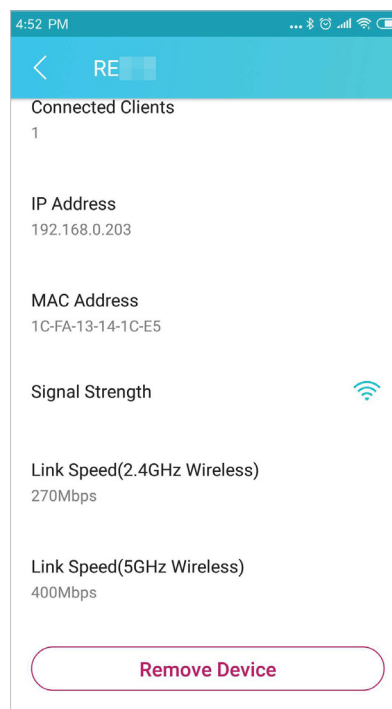 4:52 PM
RE
Connected Clients
1
IP Address
192.168.0.203
MAC Address
1C-FA-13-14-1C-E5
Signal Strength
Link Speed(2.4GHz Wireless)
270Mbps
Link Speed(5GHz Wireless)
400Mbps
Remove Device